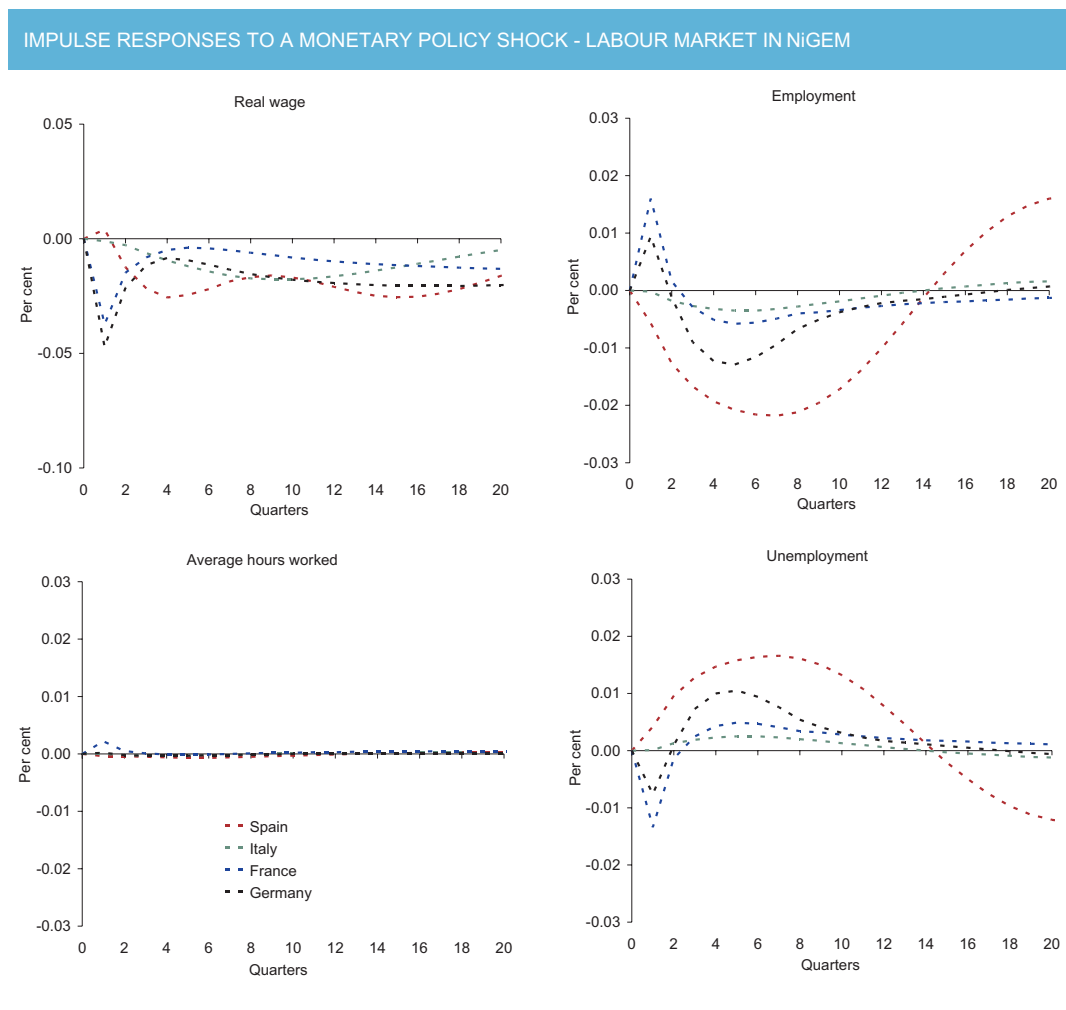 IMPULSE RESPONSES TO A MONETARY POLICY SHOCK - LABOUR MARKET IN NiGEM
Real wage
0.05
0.00
-0.05
-0.10
Per cent
0 2 4 6 8 10 12 14 16 18 20
Quarters
Employment
0.03
0.02
0.01
0.00
-0.01
-0.02
-0.03
Per cent
0 2 4 6 8 10 12 14 16 18 20
Quarters
Average hours worked
0.03
0.02
0.01
0.00
-0.01
-0.02
-0.03
Per cent
Spain
Italy
France
Germany
0 2 4 6 8 10 12 14 16 18 20
Quarters
Unemployment
0.03
0.02
0.01
0.00
-0.01
-0.02
-0.03
Per cent
0 2 4 6 8 10 12 14 16 18 20
Quarters